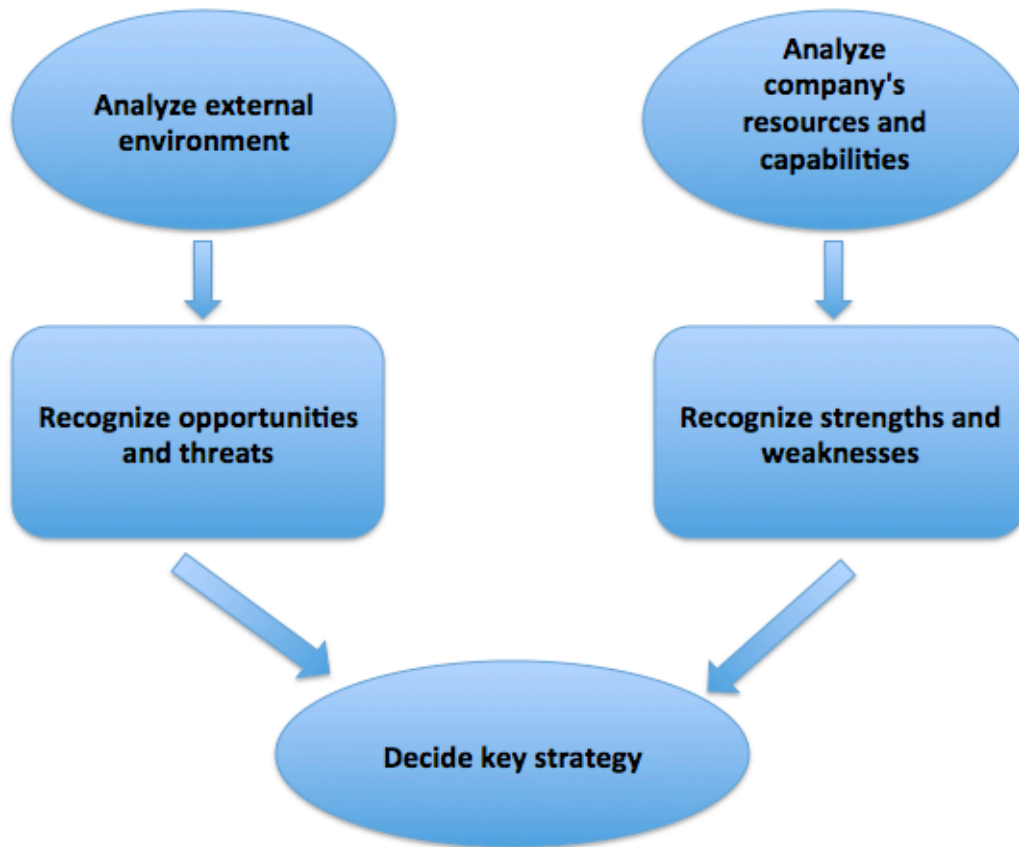 Analyze external
environment
Analyze
company's
resources and
capabilities
Recognize opportunities
and threats
Recognize strengths and
weaknesses
Decide key strategy